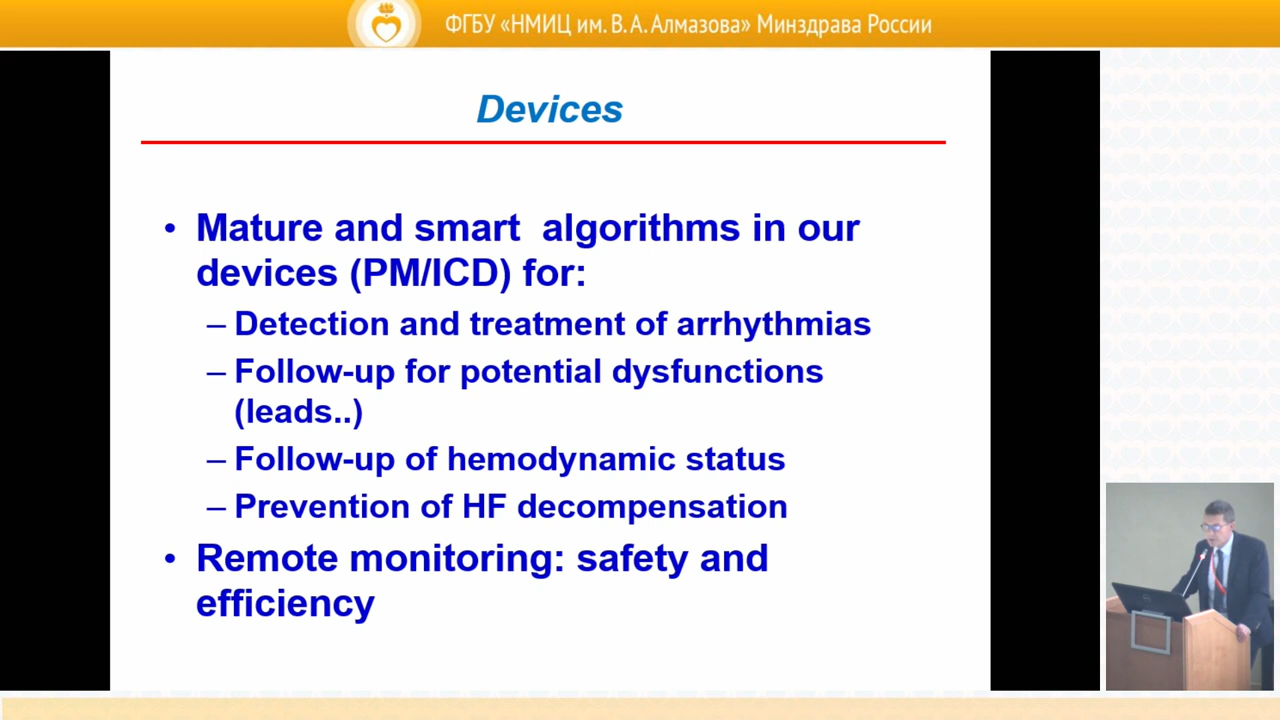 ФГБУ «НМИЦ им. В. А. Алмазова» Минздрава России
Devices
• Mature and smart algorithms in our
devices (PM/ICD) for:
– Detection and treatment of arrhythmias
– Follow-up for potential dysfunctions
(leads..)
– Follow-up of hemodynamic status
– Prevention of HF decompensation
• Remote monitoring: safety and
efficiency